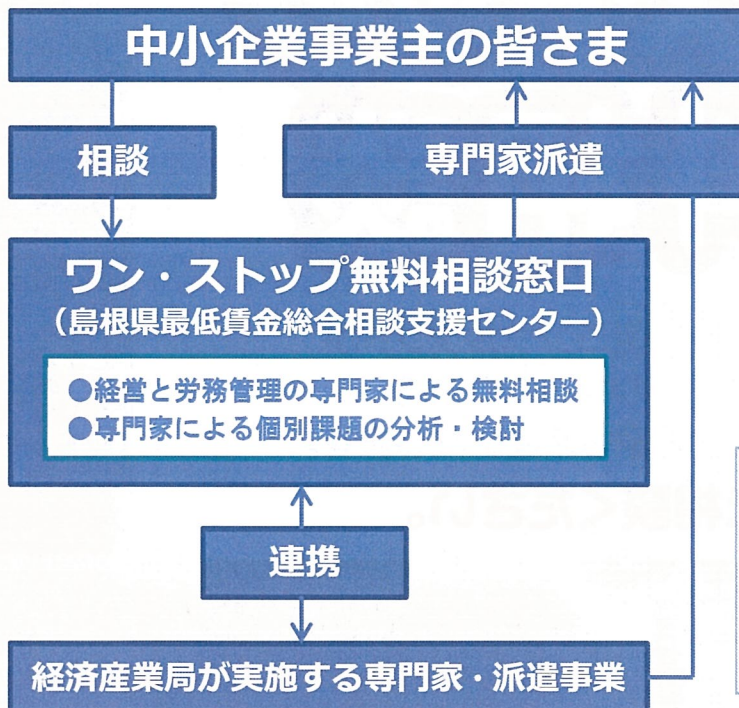 中小企業事業主の皆さま
相談
専門家派遣
ワン・ストップ無料相談窓口
（島根県最低賃金総合相談支援センター）
●経営と労務管理の専門家による無料相談
●専門家による個別課題の分析・検討
連携
経済産業局が実施する専門家・派遣事業